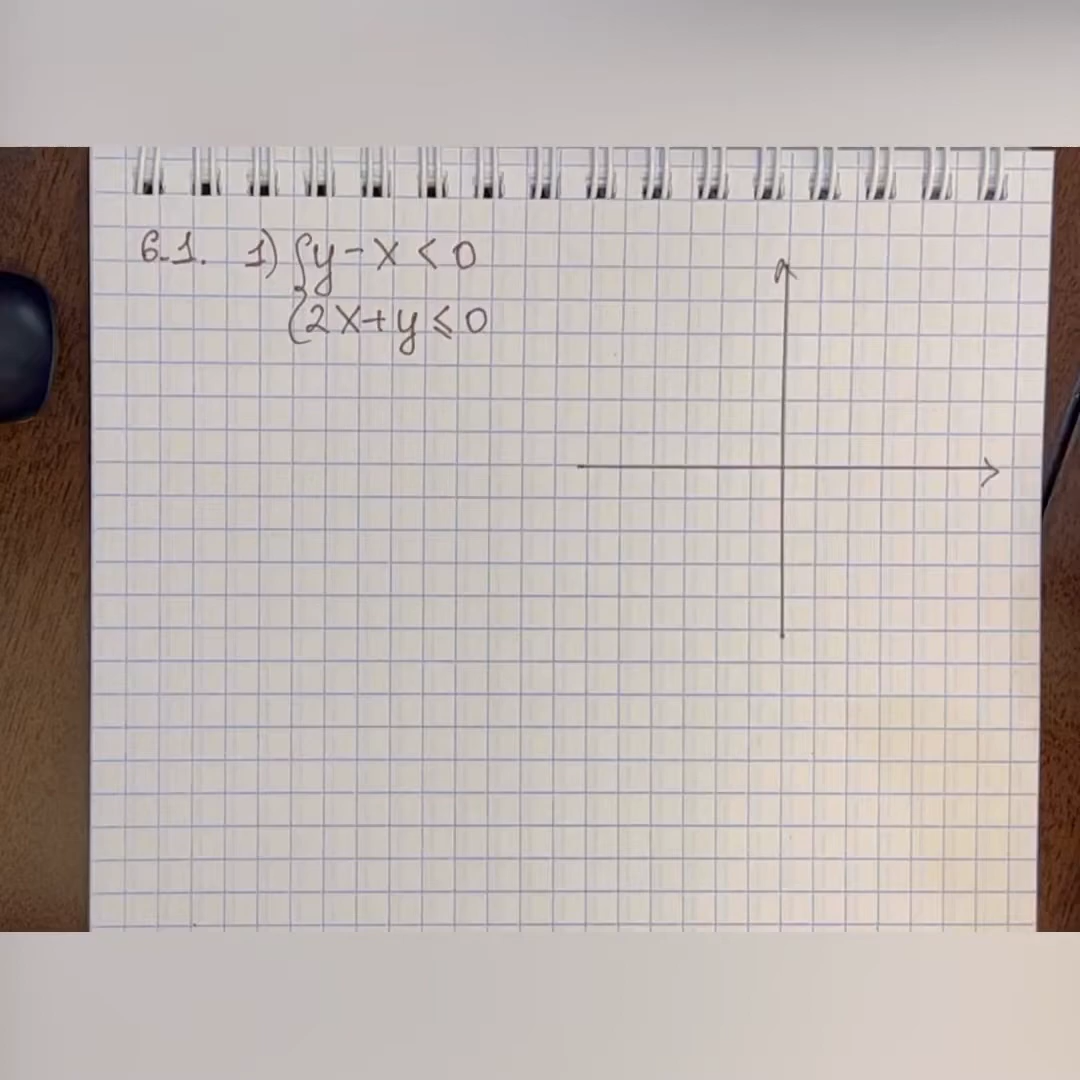 6.1. 1) { y - x < 0
{ 2x + y ⩽ 0